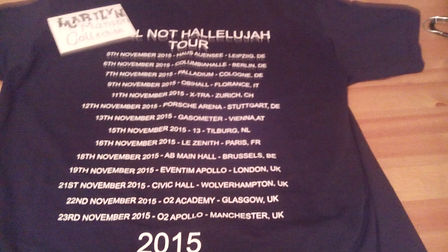 MARILYN
Manson
Collector
L NOT HALLELUJAH
TOUR
5TH NOVEMBER 2015 - HAUS AUENSEE - LEIPZIG, DE
6TH NOVEMBER 2015 - COLUMBIAHALLE - BERLIN, DE
7TH NOVEMBER 2015 - PALLADIUM - COLOGNE, DE
9TH NOVEMBER 2015 - OBIHALL - FLORANCE, IT
11TH NOVEMBER 2015 - X-TRA - ZURICH, CH
12TH NOVEMBER 2015 - PORSCHE ARENA - STUTTGART, DE
13TH NOVEMBER 2015 - GASOMETER - VIENNA, AT
15TH NOVEMBER 2015 - 13 - TILBURG, NL
16TH NOVEMBER 2015 - LE ZENITH - PARIS, FR
18TH NOVEMBER 2015 - AB MAIN HALL - BRUSSELS, BE
19TH NOVEMBER 2015 - EVENTIM APOLLO - LONDON, UK
21ST NOVEMBER 2015 - CIVIC HALL - WOLVERHAMPTON, UK
22ND NOVEMBER 2015 - O2 ACADEMY - GLASGOW, UK
23RD NOVEMBER 2015 - O2 APOLLO - MANCHESTER, UK
2015